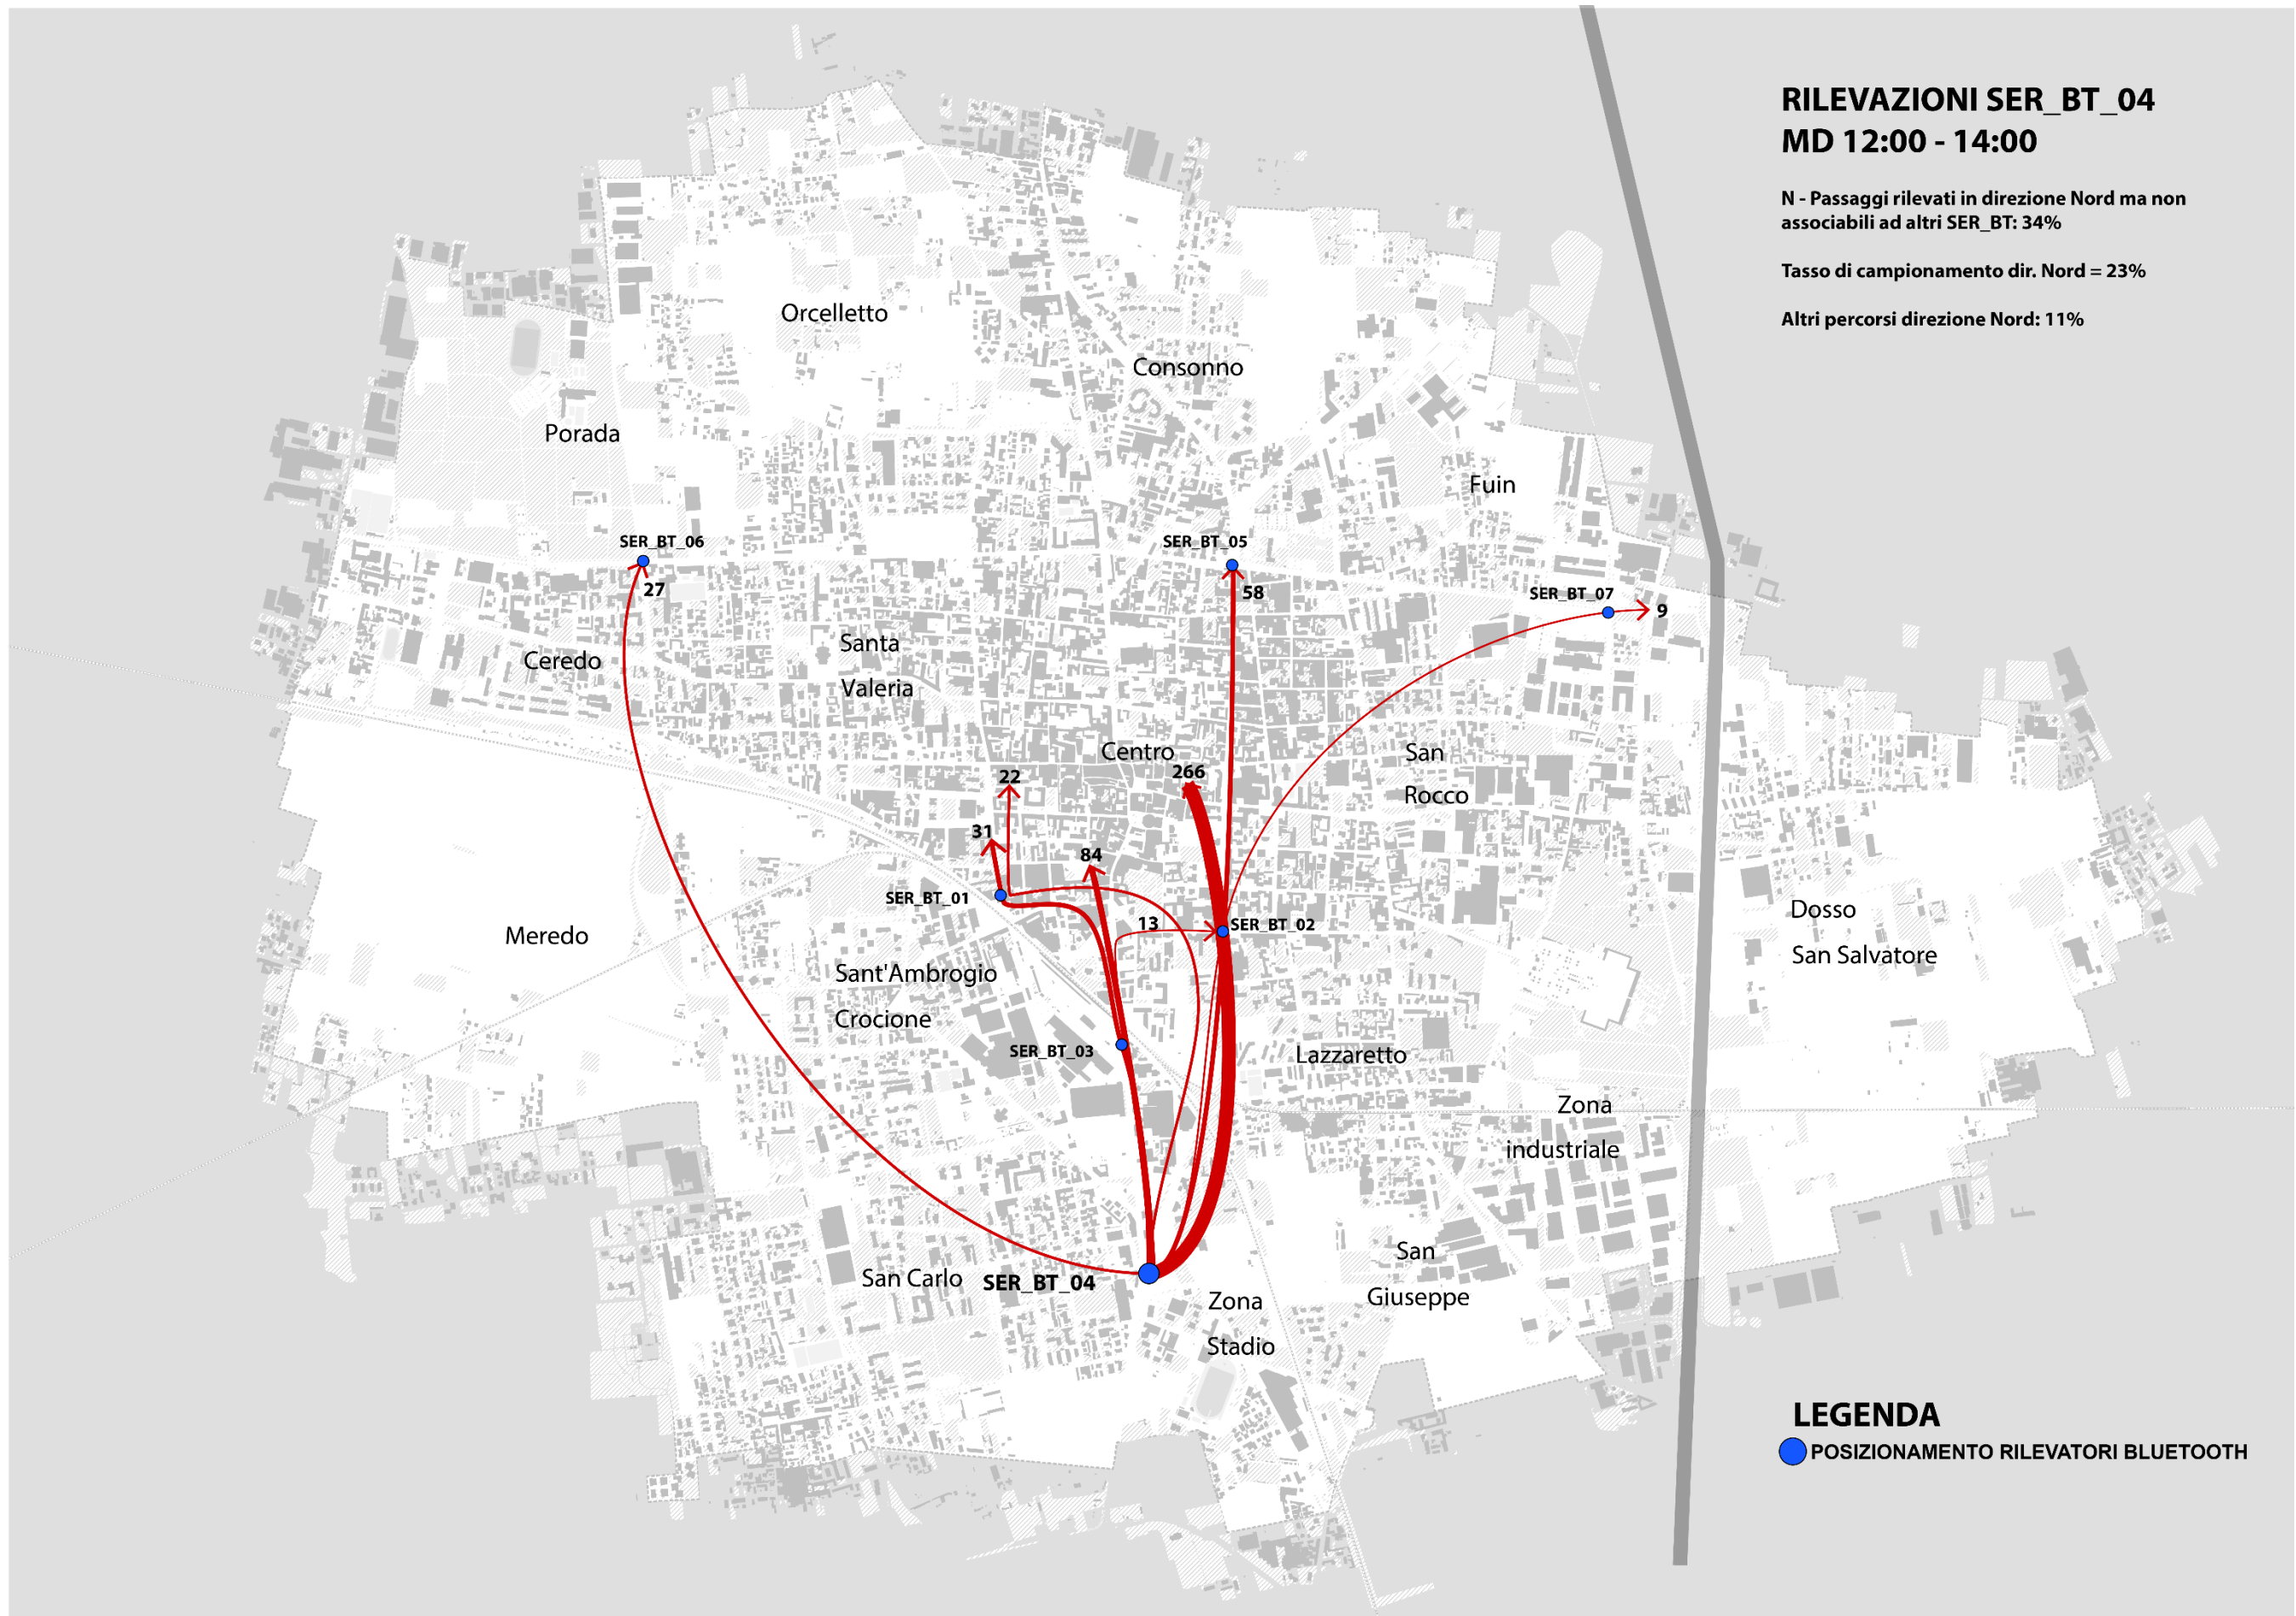 RILEVAZIONI SER_BT_04
MD 12:00 - 14:00
N - Passaggi rilevati in direzione Nord ma non
associabili ad altri SER_BT: 34%
Tasso di campionamento dir. Nord = 23%
Altri percorsi direzione Nord: 11%
Orcelletto
Consonno
Porada
Fuin
SER_BT_06
27
SER_BT_05
58
SER_BT_07
9
Santa
Valeria
Ceredo
Centro
266
San
Rocco
22
31
84
SER_BT_01
13
SER_BT_02
Dosso
San Salvatore
Meredo
Sant'Ambrogio
Crocione
SER_BT_03
Lazzaretto
Zona
industriale
San Carlo
SER_BT_04
San
Giuseppe
Zona
Stadio
LEGENDA
POSIZIONAMENTO RILEVATORI BLUETOOTH